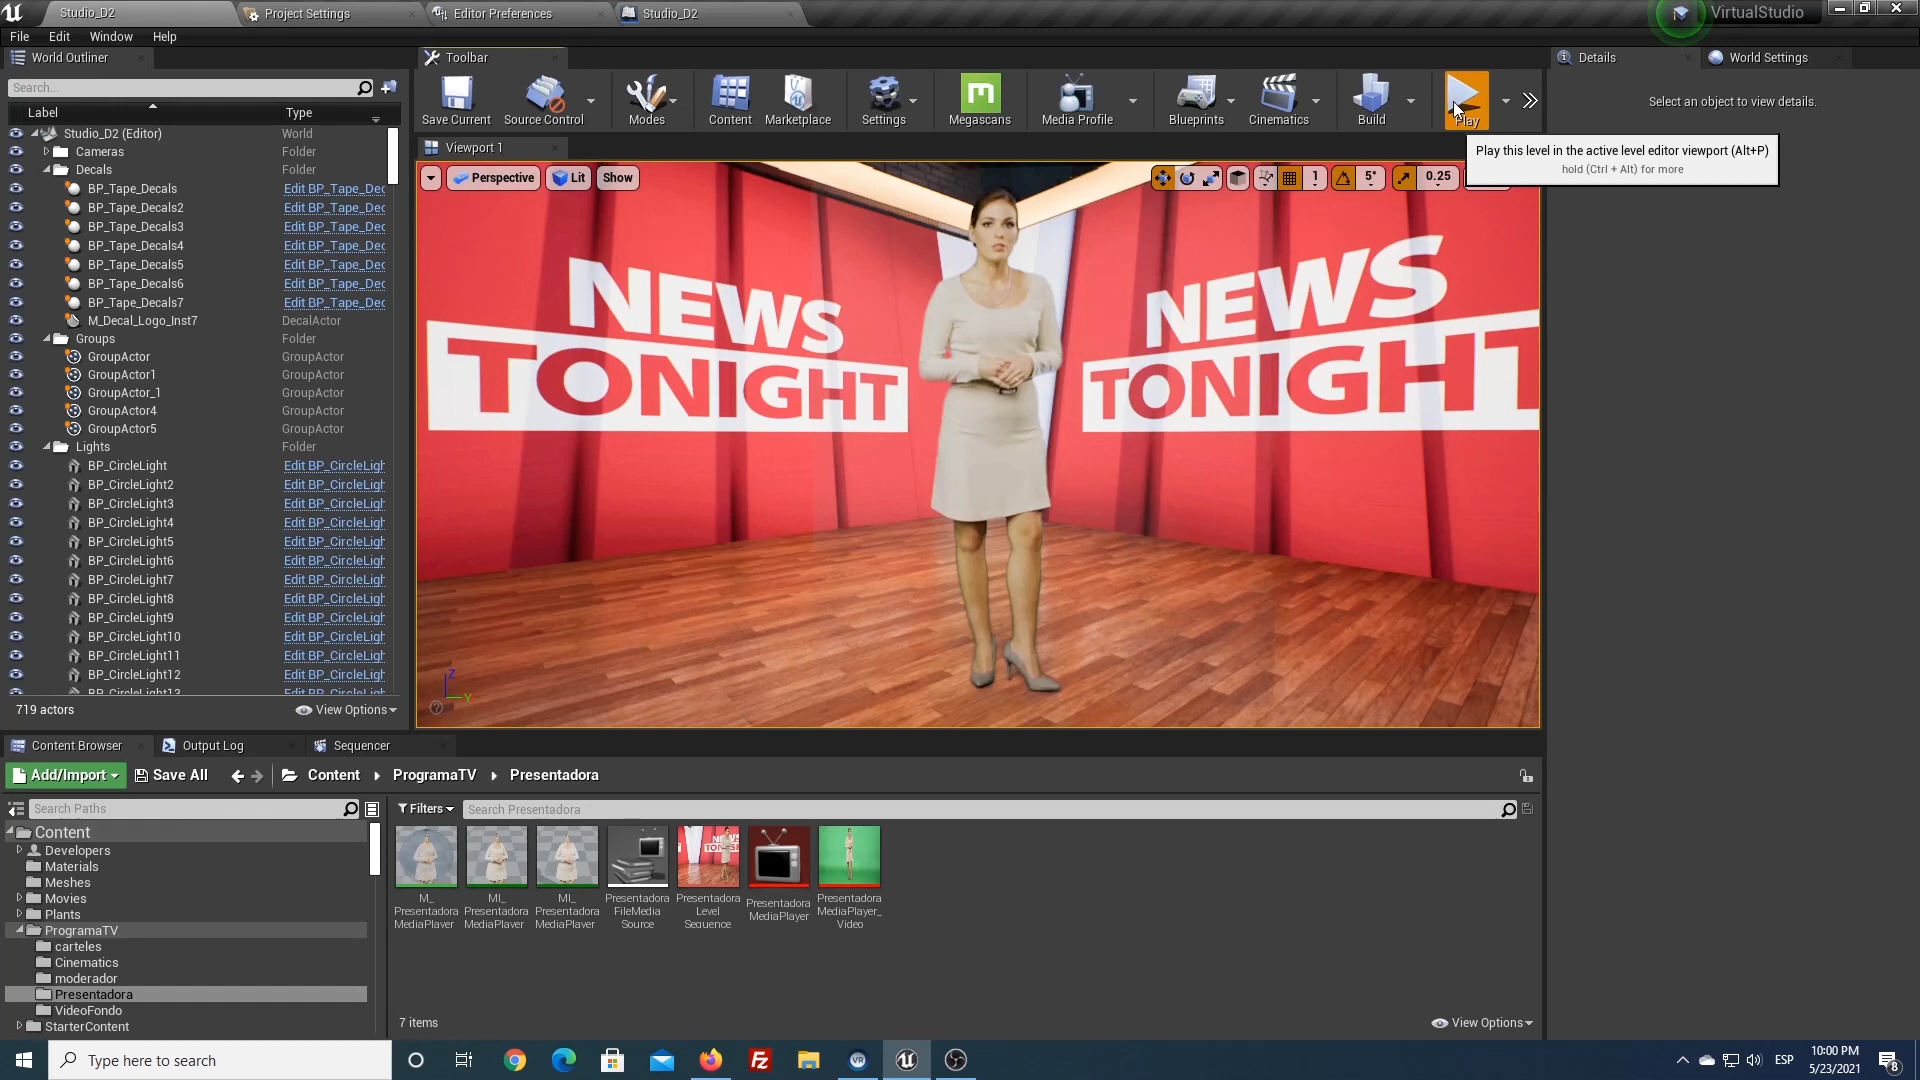 Studio_D2
Project Settings
Editor Preferences
Studio_D2
VirtualStudio
File Edit Window Help
World Outliner
Toolbar
Details
World Settings
Search...
Label Type
Studio_D2 (Editor) World
Cameras Folder
Decals Folder
BP_Tape_Decals Edit BP_Tape_Dec
BP_Tape_Decals2 Edit BP_Tape_Dec
BP_Tape_Decals3 Edit BP_Tape_Dec
BP_Tape_Decals4 Edit BP_Tape_Dec
BP_Tape_Decals5 Edit BP_Tape_Dec
BP_Tape_Decals6 Edit BP_Tape_Dec
BP_Tape_Decals7 Edit BP_Tape_Dec
M_Decal_Logo_Inst7 DecalActor
Groups Folder
GroupActor GroupActor
GroupActor1 GroupActor
GroupActor_1 GroupActor
GroupActor4 GroupActor
GroupActor5 GroupActor
Lights Folder
BP_CircleLight Edit BP_CircleLigh
BP_CircleLight2 Edit BP_CircleLigh
BP_CircleLight3 Edit BP_CircleLigh
BP_CircleLight4 Edit BP_CircleLigh
BP_CircleLight5 Edit BP_CircleLigh
BP_CircleLight6 Edit BP_CircleLigh
BP_CircleLight7 Edit BP_CircleLigh
BP_CircleLight8 Edit BP_CircleLigh
BP_CircleLight9 Edit BP_CircleLigh
BP_CircleLight10 Edit BP_CircleLigh
BP_CircleLight11 Edit BP_CircleLigh
BP_CircleLight12 Edit BP_CircleLigh
BP_CircleLight13 Edit BP_CircleLigh
719 actors
View Options
Save Current
Source Control
Modes
Content
Marketplace
Settings
Megascans
Media Profile
Blueprints
Cinematics
Build
Play
Select an object to view details.
Play this level in the active level editor viewport (Alt+P)
hold (Ctrl + Alt) for more
Viewport 1
Perspective
Lit
Show
1
5°
0.25
NEWS
TONIGHT
NEWS
TONIGHT
Z
Y
Content Browser
Output Log
Sequencer
Add/Import
Save All
Content
ProgramaTV
Presentadora
Search Paths
Filters
Search Presentadora
Content
Developers
Materials
Meshes
Movies
Plants
ProgramaTV
carteles
Cinematics
moderador
Presentadora
VideoFondo
StarterContent
M_
Presentadora
MediaPlayer
MI_
Presentadora
MediaPlayer
MI_
Presentadora
MediaPlayer
Presentadora
FileMedia
Source
Presentadora
Level
Sequence
Presentadora
MediaPlayer
Presentadora
MediaPlayer_
Video
7 items
View Options
Type here to search
ESP
10:00 PM
5/23/2021
8